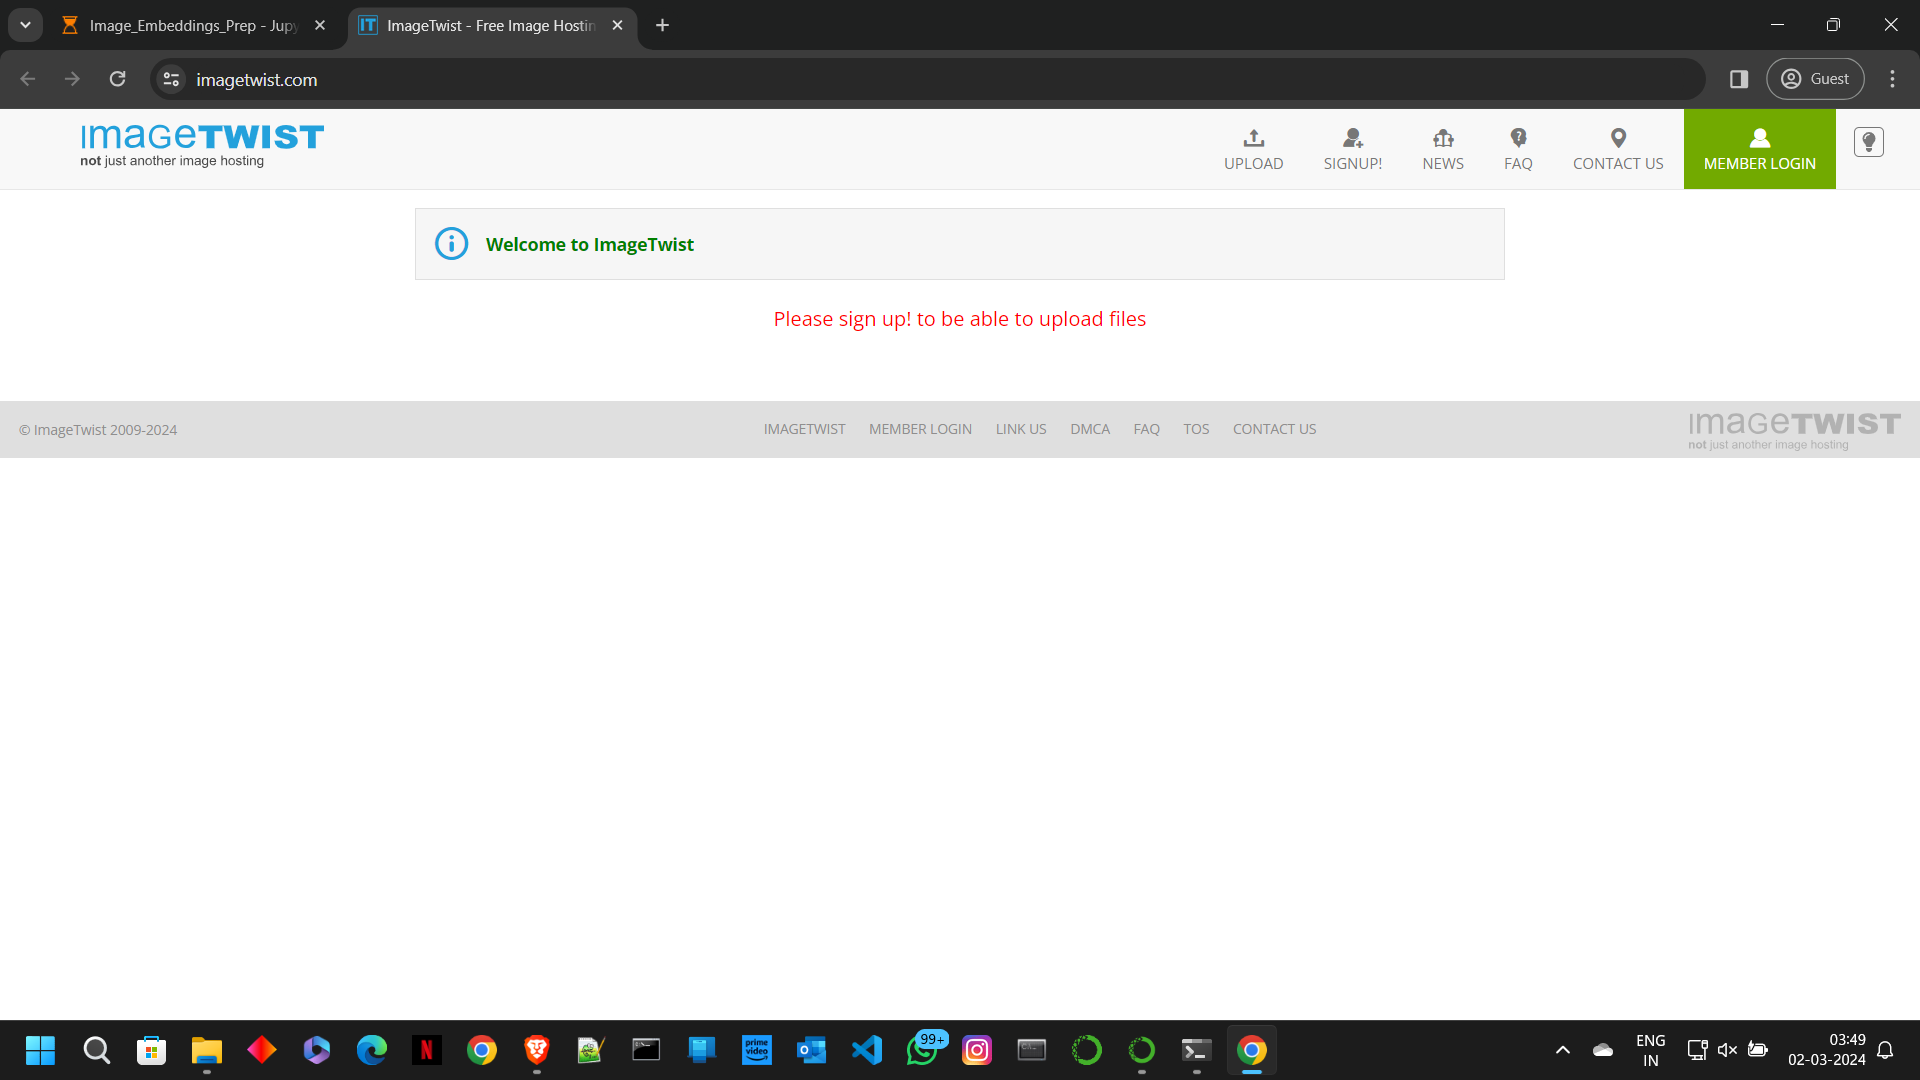 Image_Embeddings_Prep - Jupy
ImageTwist - Free Image Hostin
imagetwist.com
Guest
imaGeTWIST
not just another image hosting
UPLOAD
SIGNUP!
NEWS
FAQ
CONTACT US
MEMBER LOGIN
Welcome to ImageTwist
Please sign up! to be able to upload files
© ImageTwist 2009-2024
IMAGETWIST MEMBER LOGIN LINK US DMCA FAQ TOS CONTACT US
imaGeTWIST
not just another image hosting
prime video
99+
ENG
IN
03:49
02-03-2024